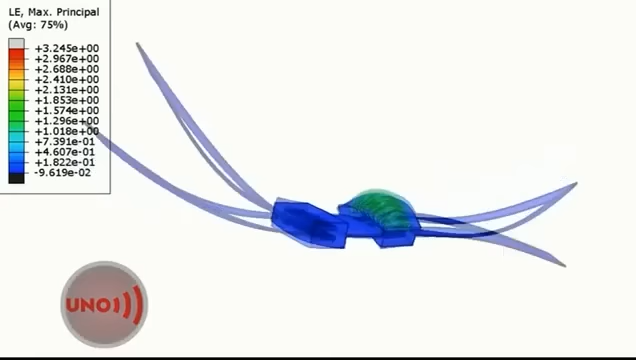 LE, Max. Principal
(Avg: 75%)
+3.245e+00
+2.967e+00
+2.688e+00
+2.410e+00
+2.131e+00
+1.853e+00
+1.574e+00
+1.296e+00
+1.018e+00
+7.391e-01
+4.607e-01
+1.822e-01
-9.619e-02
UNO